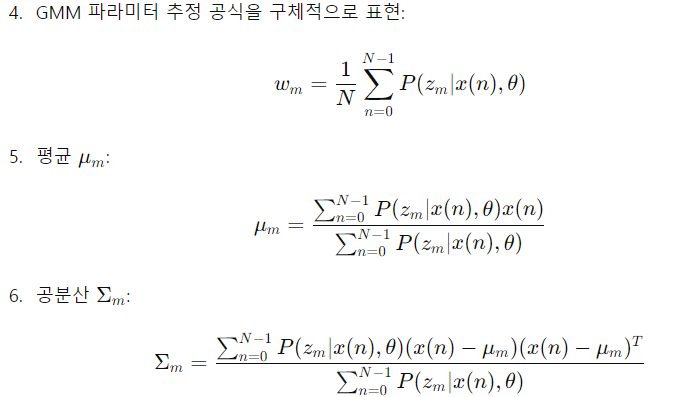 4. GMM 파라미터 추정 공식을 구체적으로 표현:
$w_m = \frac{1}{N} \sum_{n=0}^{N-1} P(z_m|x(n), \theta)$
5. 평균 $\mu_m$:
$\mu_m = \frac{\sum_{n=0}^{N-1} P(z_m|x(n), \theta)x(n)}{\sum_{n=0}^{N-1} P(z_m|x(n), \theta)}$
6. 공분산 $\Sigma_m$:
$\Sigma_m = \frac{\sum_{n=0}^{N-1} P(z_m|x(n), \theta)(x(n) - \mu_m)(x(n) - \mu_m)^T}{\sum_{n=0}^{N-1} P(z_m|x(n), \theta)}$